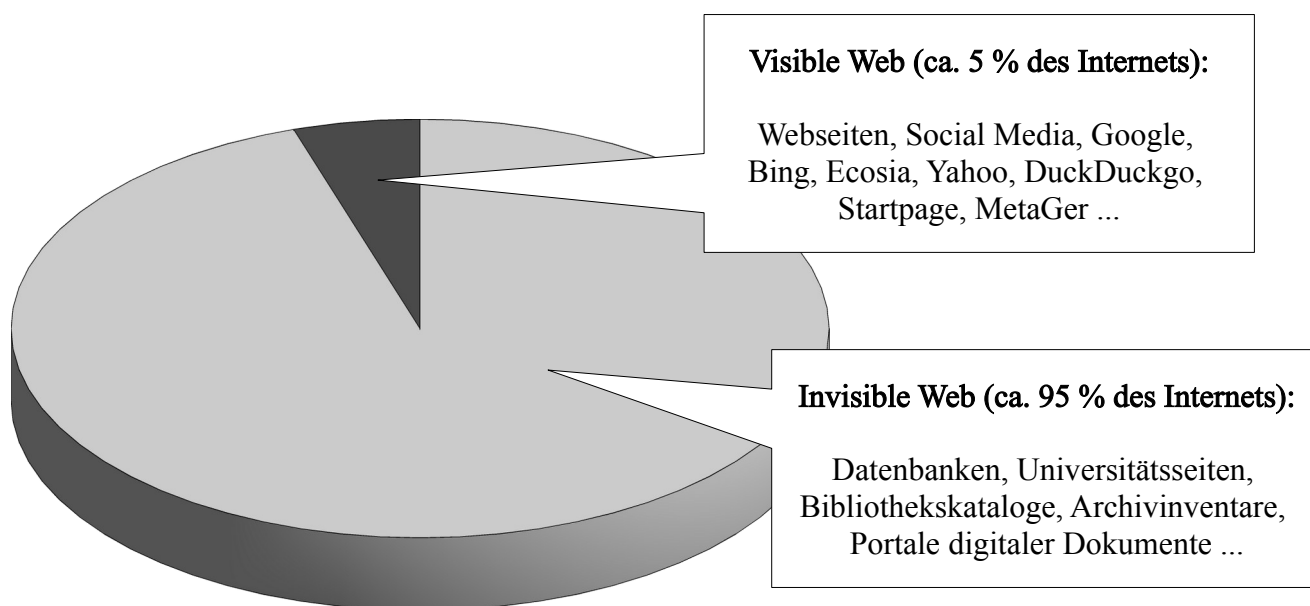 Visible Web (ca. 5 % des Internets):
Webseiten, Social Media, Google,
Bing, Ecosia, Yahoo, DuckDuckgo,
Startpage, MetaGer ...
Invisible Web (ca. 95 % des Internets):
Datenbanken, Universitätsseiten,
Bibliothekskataloge, Archivinventare,
Portale digitaler Dokumente ...